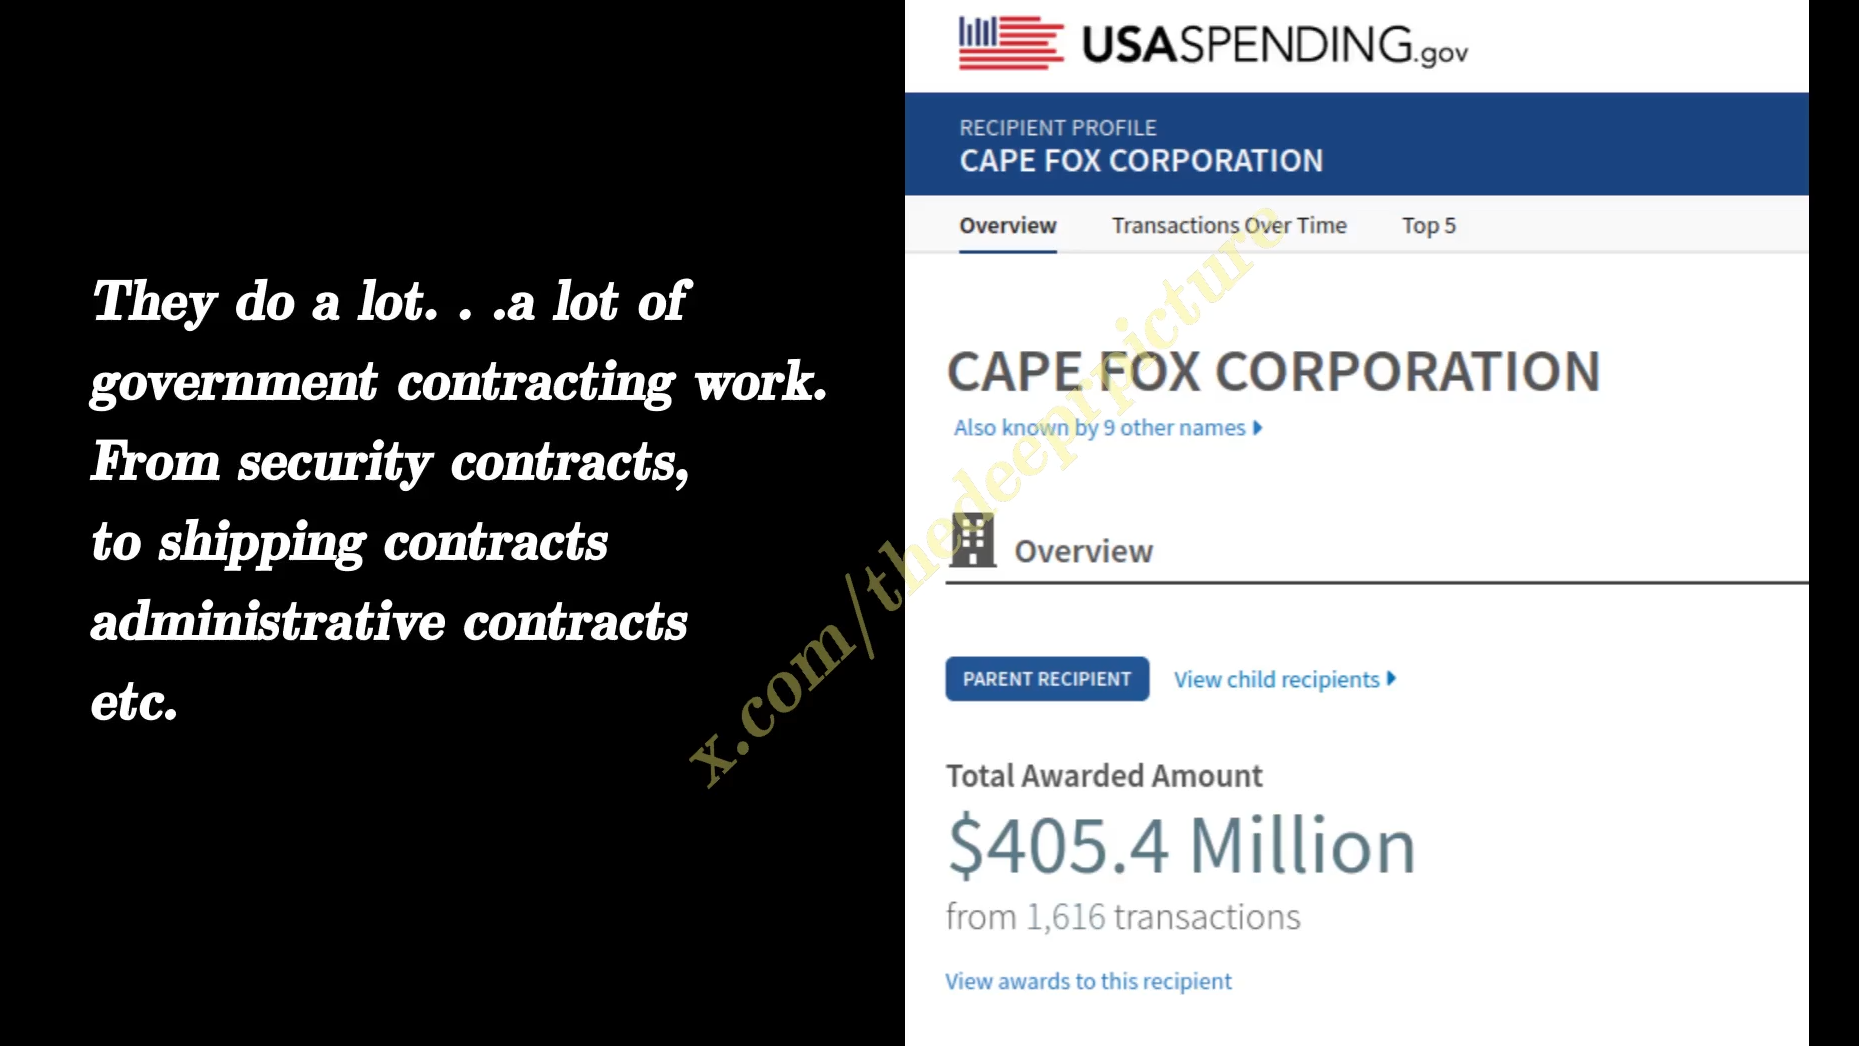 They do a lot. . .a lot of
government contracting work.
From security contracts,
to shipping contracts
administrative contracts
etc.
USASPENDING.gov
RECIPIENT PROFILE
CAPE FOX CORPORATION
Overview Transactions Over Time Top 5
CAPE FOX CORPORATION
Also known by 9 other names
Overview
PARENT RECIPIENT View child recipients
Total Awarded Amount
$405.4 Million
from 1,616 transactions
View awards to this recipient
x.com/thedeeprpicture